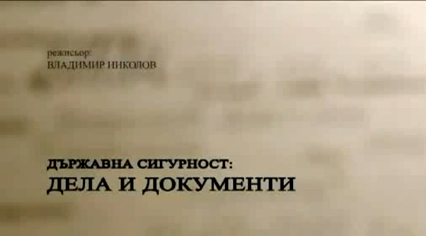 режисьор:
ВЛАДИМИР НИКОЛОВ
ДЪРЖАВНА СИГУРНОСТ:
ДЕЛА И ДОКУМЕНТИ